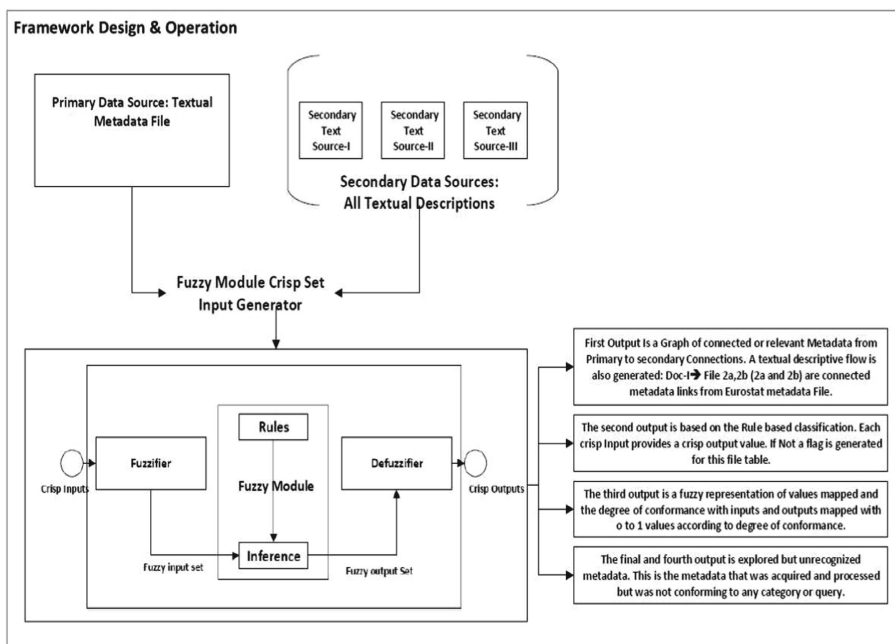 Framework Design & Operation
Primary Data Source: Textual
Metadata File
Secondary
Text
Source-I
Secondary
Text
Source-II
Secondary
Text
Source-III
Secondary Data Sources:
All Textual Descriptions
Fuzzy Module Crisp Set
Input Generator
Crisp Inputs
Fuzzifier
Rules
Fuzzy Module
Inference
Defuzzifier
Crisp Outputs
Fuzzy input set
Fuzzy output Set
First Output Is a Graph of connected or relevant Metadata from
Primary to secondary Connections. A textual descriptive flow is
also generated: Doc-I➔ File 2a,2b (2a and 2b) are connected
metadata links from Eurostat metadata File.
The second output is based on the Rule based classification. Each
crisp Input provides a crisp output value. If Not a flag is generated
for this file table.
The third output is a fuzzy representation of values mapped and
the degree of conformance with inputs and outputs mapped with
o to 1 values according to degree of conformance.
The final and fourth output is explored but unrecognized
metadata. This is the metadata that was acquired and processed
but was not conforming to any category or query.